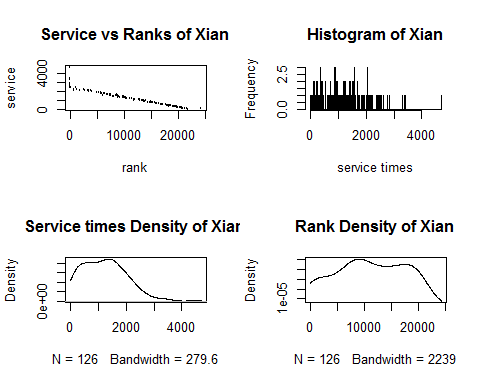 Service vs Ranks of Xian
service
4000
0
0
10000
20000
rank
Histogram of Xian
Frequency
2.5
0.0
0
2000
4000
service times
Service times Density of Xian
Density
0e+00
0
2000
4000
N = 126 Bandwidth = 279.6
Rank Density of Xian
Density
1e-05
0
10000
20000
N = 126 Bandwidth = 2239